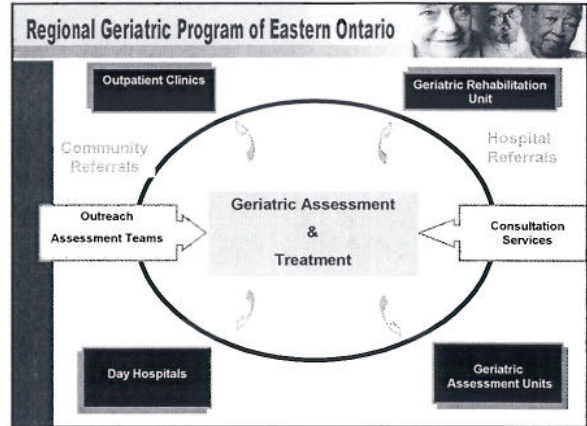 Regional Geriatric Program of Eastern Ontario
Outpatient Clinics
Geriatric Rehabilitation
Unit
Community
Referrals
Hospital
Referrals
Outreach
Assessment Teams
Geriatric Assessment
&
Treatment
Consultation
Services
Day Hospitals
Geriatric
Assessment Units